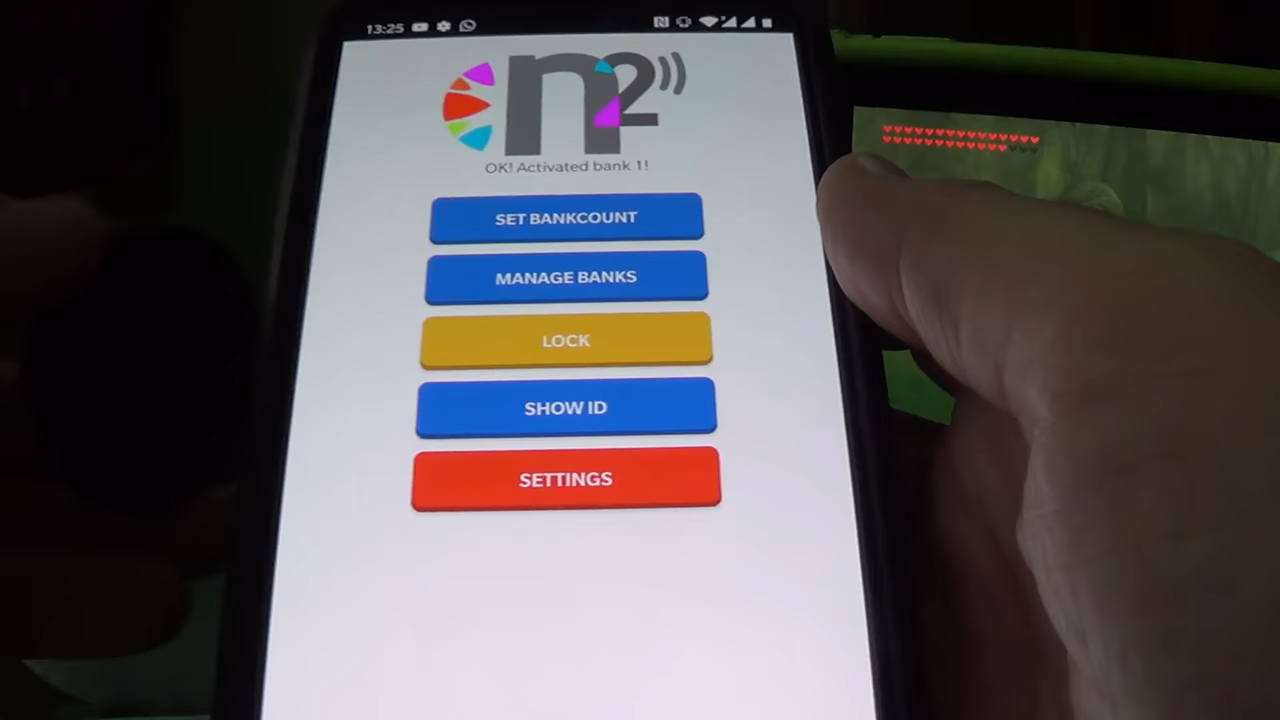 13:25
n2
OK! Activated bank 1!
SET BANKCOUNT
MANAGE BANKS
LOCK
SHOW ID
SETTINGS